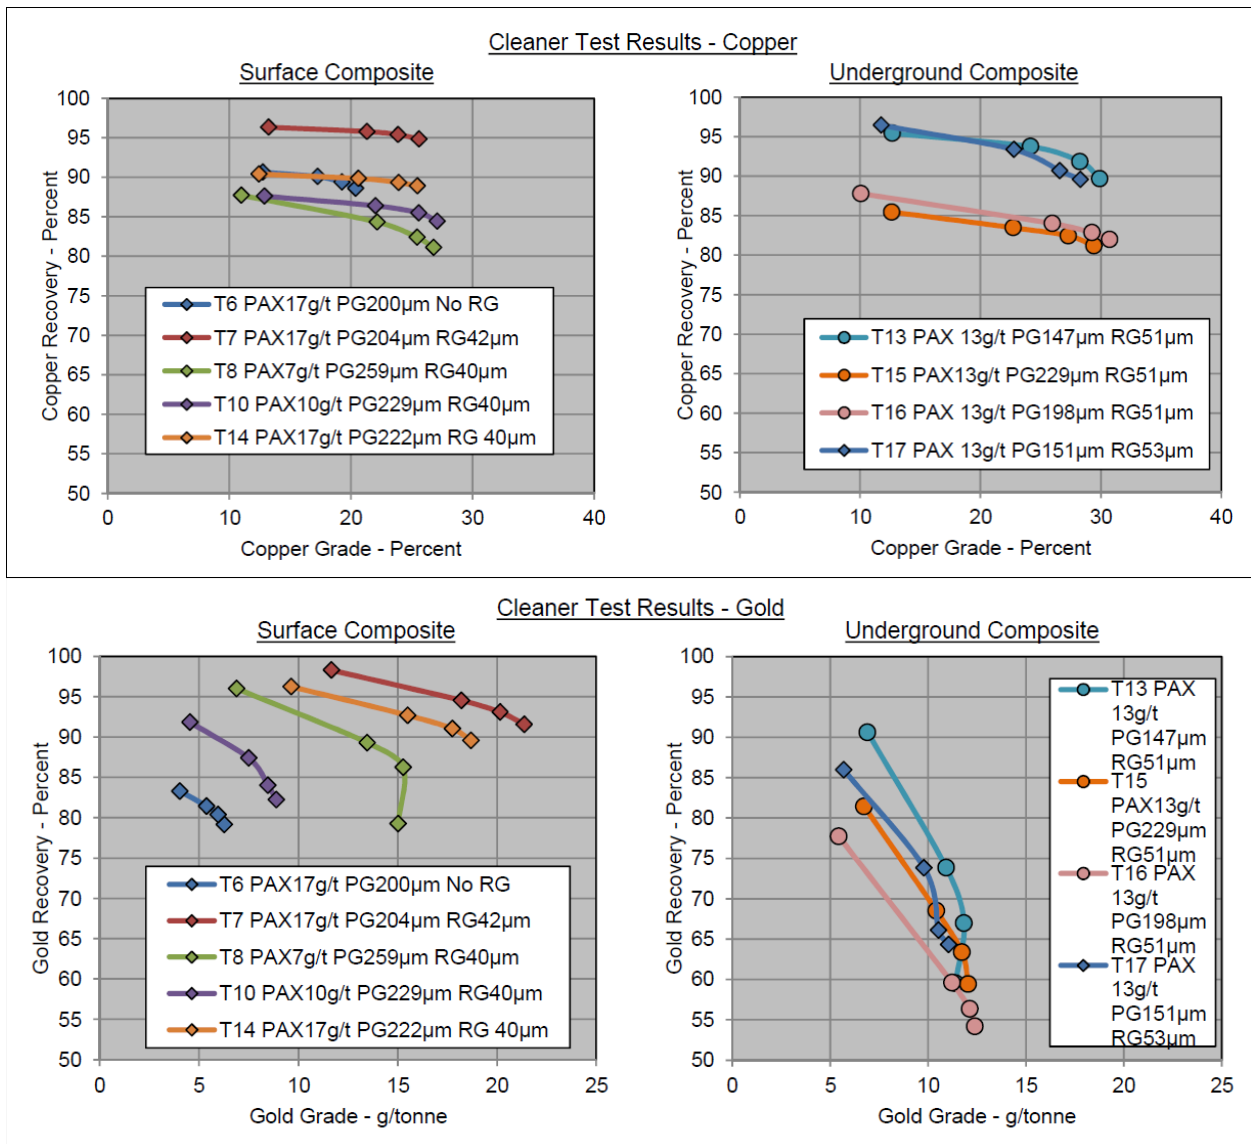 Cleaner Test Results - Copper
Surface Composite
Copper Recovery - Percent
100
95
90
85
80
75
70
65
60
55
50
T6 PAX17g/t PG200µm No RG
T7 PAX17g/t PG204µm RG42µm
T8 PAX7g/t PG259µm RG40µm
T10 PAX10g/t PG229µm RG40µm
T14 PAX17g/t PG222µm RG 40µm
0 10 20 30 40
Copper Grade - Percent
Underground Composite
Copper Recovery - Percent
100
95
90
85
80
75
70
65
60
55
50
T13 PAX 13g/t PG147µm RG51µm
T15 PAX13g/t PG229µm RG51µm
T16 PAX 13g/t PG198µm RG51µm
T17 PAX 13g/t PG151µm RG53µm
0 10 20 30 40
Copper Grade - Percent
Cleaner Test Results - Gold
Surface Composite
Gold Recovery - Percent
100
95
90
85
80
75
70
65
60
55
50
T6 PAX17g/t PG200µm No RG
T7 PAX17g/t PG204µm RG42µm
T8 PAX7g/t PG259µm RG40µm
T10 PAX10g/t PG229µm RG40µm
T14 PAX17g/t PG222µm RG 40µm
0 5 10 15 20 25
Gold Grade - g/tonne
Underground Composite
Gold Recovery - Percent
100
95
90
85
80
75
70
65
60
55
50
T13 PAX
13g/t
PG147µm
RG51µm
T15
PAX13g/t
PG229µm
RG51µm
T16 PAX
13g/t
PG198µm
RG51µm
T17 PAX
13g/t
PG151µm
RG53µm
0 5 10 15 20 25
Gold Grade - g/tonne